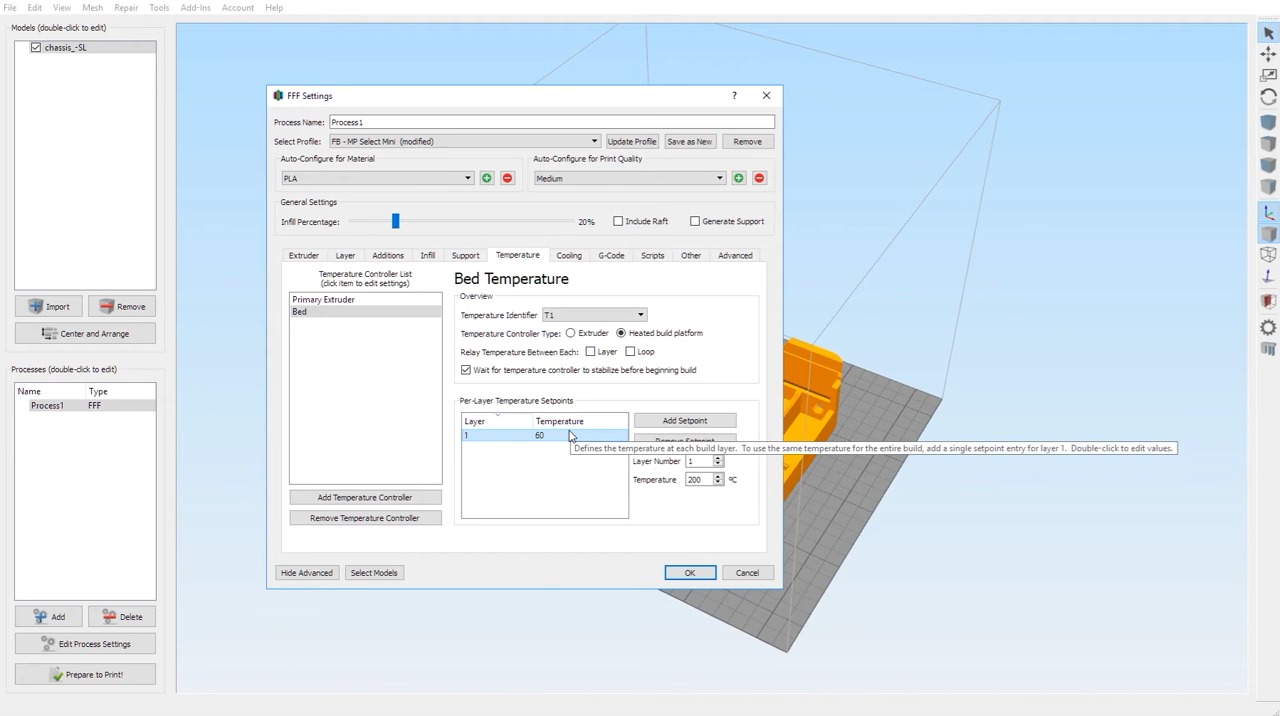 File Edit View Mesh Repair Tools Add-Ins Account Help
Models (double-click to edit)
chassis_-SL
Import
Remove
Center and Arrange
Processes (double-click to edit)
Name Type
Process1 FFF
Add
Delete
Edit Process Settings
Prepare to Print!
FFF Settings
?
Process Name: Process1
Select Profile: FB - MP Select Mini (modified) Update Profile Save as New Remove
Auto-Configure for Material
PLA
Auto-Configure for Print Quality
Medium
General Settings
Infill Percentage: 20% Include Raft Generate Support
Extruder Layer Additions Infill Support Temperature Cooling G-Code Scripts Other Advanced
Temperature Controller List
(click item to edit settings)
Primary Extruder
Bed
Add Temperature Controller
Remove Temperature Controller
Bed Temperature
Overview
Temperature Identifier T1
Temperature Controller Type: Extruder Heated build platform
Relay Temperature Between Each: Layer Loop
Wait for temperature controller to stabilize before beginning build
Per-Layer Temperature Setpoints
Layer Temperature
1 60
Add Setpoint
Remove Setpoint
Defines the temperature at each build layer. To use the same temperature for the entire build, add a single setpoint entry for layer 1. Double-click to edit values.
Layer Number 1
Temperature 200 ºC
Hide Advanced Select Models OK Cancel